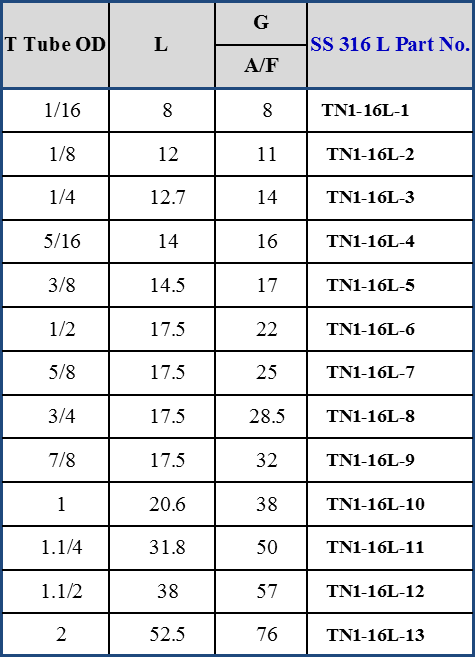 T Tube OD L G SS 316 L Part No.
A/F
1/16 8 8 TN1-16L-1
1/8 12 11 TN1-16L-2
1/4 12.7 14 TN1-16L-3
5/16 14 16 TN1-16L-4
3/8 14.5 17 TN1-16L-5
1/2 17.5 22 TN1-16L-6
5/8 17.5 25 TN1-16L-7
3/4 17.5 28.5 TN1-16L-8
7/8 17.5 32 TN1-16L-9
1 20.6 38 TN1-16L-10
1.1/4 31.8 50 TN1-16L-11
1.1/2 38 57 TN1-16L-12
2 52.5 76 TN1-16L-13